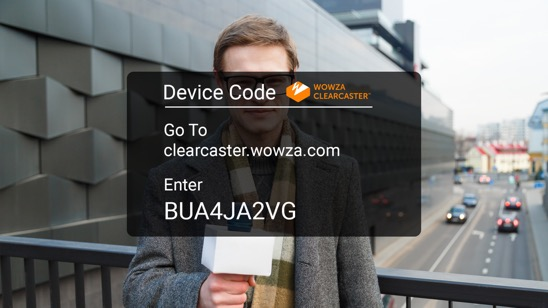 Device Code
WOWZA
CLEARCASTER
Go To
clearcaster.wowza.com
Enter
BUA4JA2VG